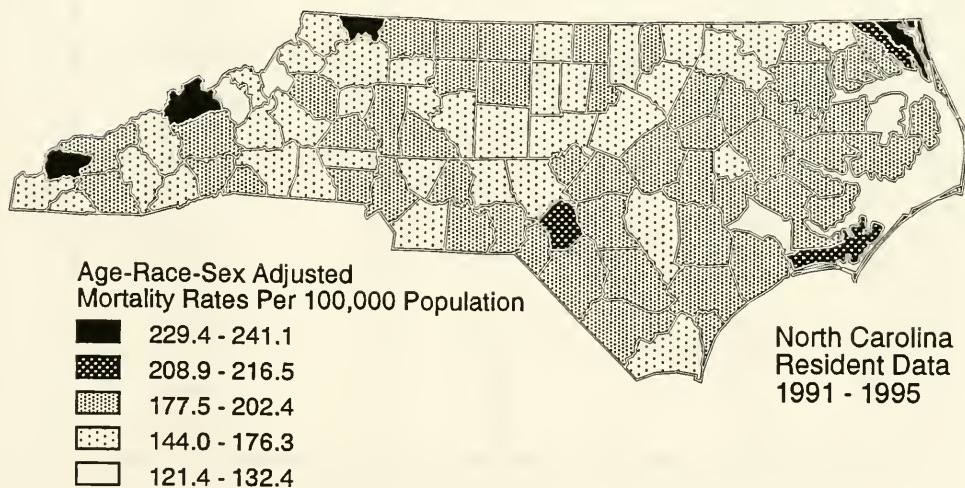 Age-Race-Sex Adjusted
Mortality Rates Per 100,000 Population
229.4 - 241.1
208.9 - 216.5
177.5 - 202.4
144.0 - 176.3
121.4 - 132.4
North Carolina
Resident Data
1991 - 1995